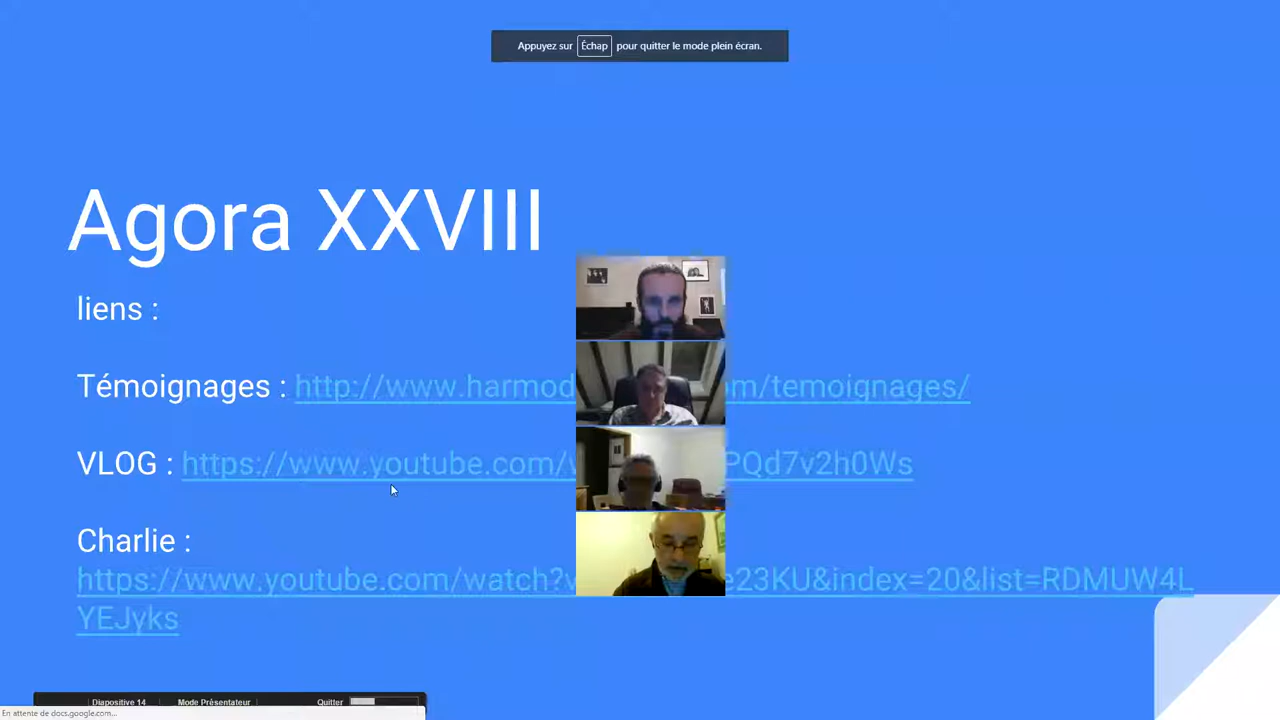 Appuyez sur Échap pour quitter le mode plein écran.
Agora XXVIII
liens :
Témoignages : http://www.harmod om/temoignages/
VLOG : https://www.youtube.com/ PQd7v2h0Ws
Charlie :
https://www.youtube.com/watch?v e23KU&index=20&list=RDMUW4L
YEJyks
Diapositive 14 Mode Présentateur Quitter
En attente de docs.google.com...